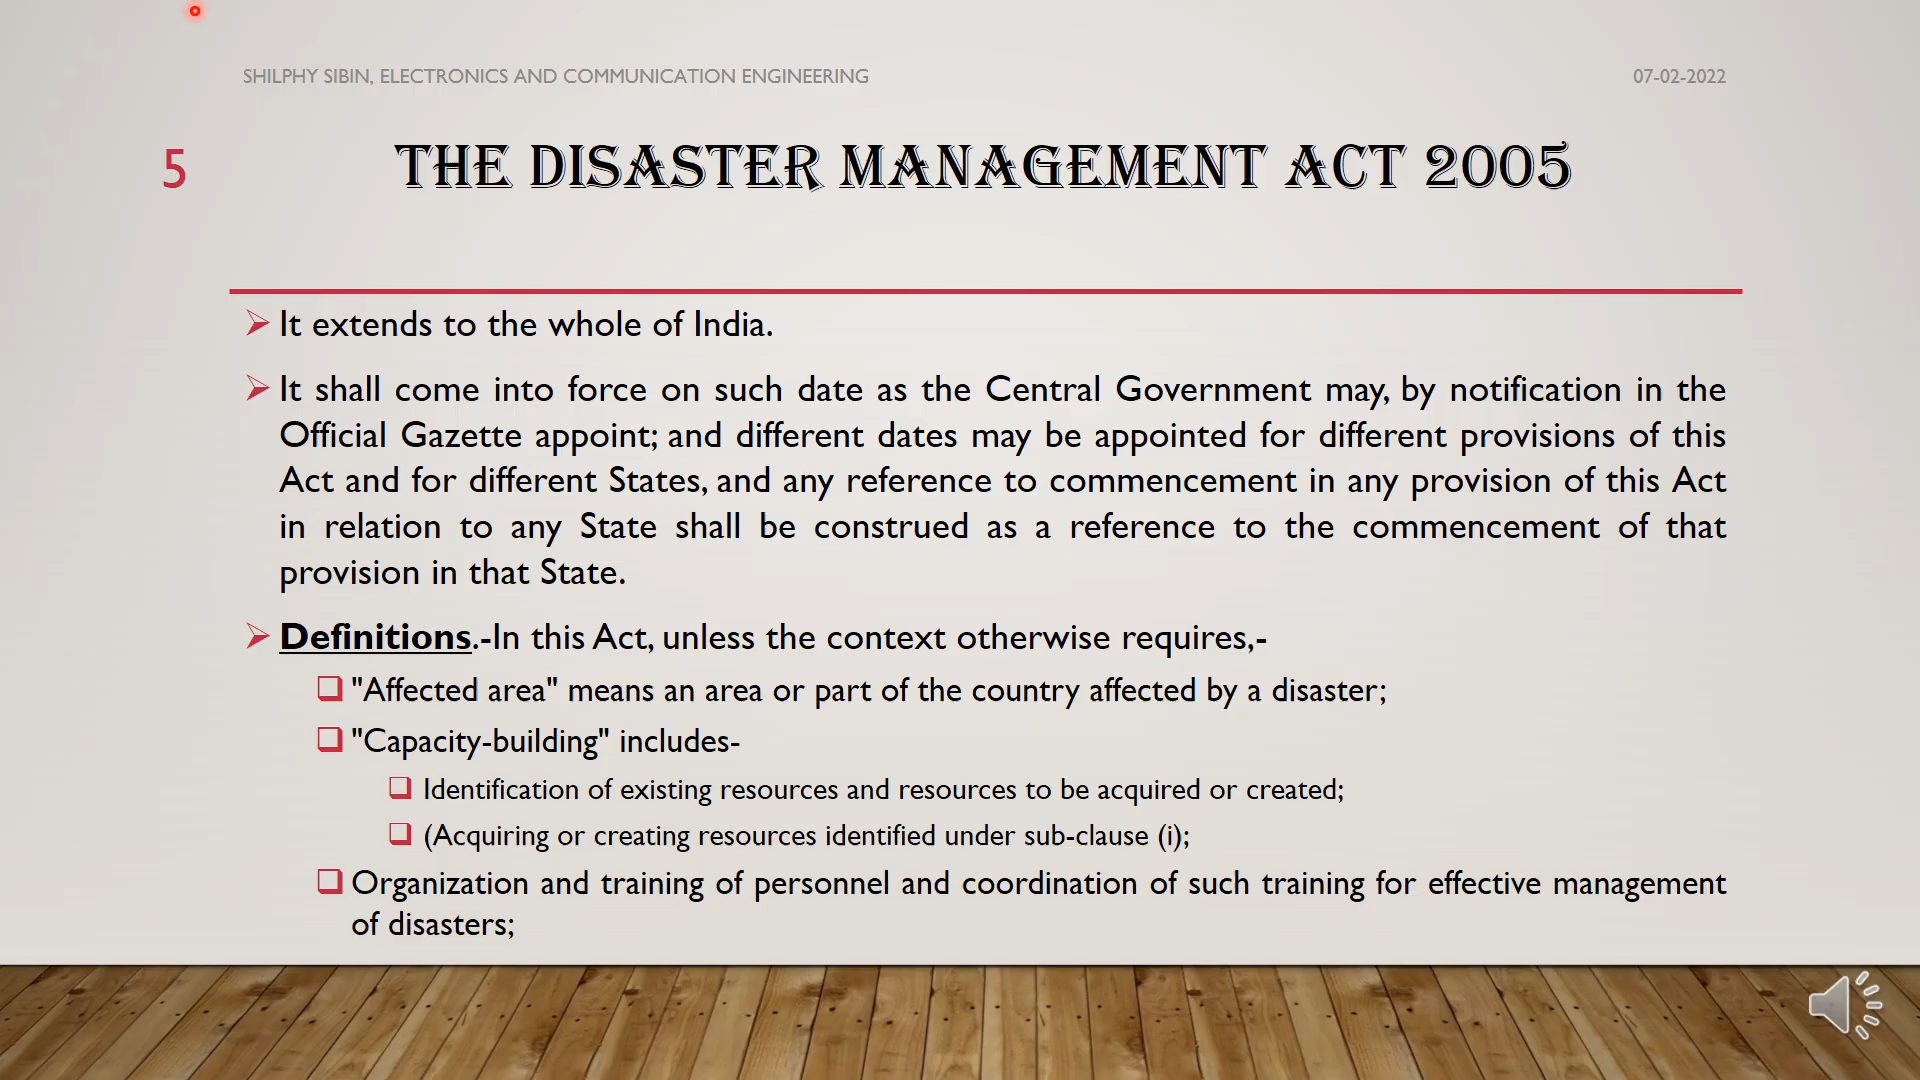 SHILPHY SIBIN, ELECTRONICS AND COMMUNICATION ENGINEERING
07-02-2022
5
THE DISASTER MANAGEMENT ACT 2005
It extends to the whole of India.
It shall come into force on such date as the Central Government may, by notification in the
Official Gazette appoint; and different dates may be appointed for different provisions of this
Act and for different States, and any reference to commencement in any provision of this Act
in relation to any State shall be construed as a reference to the commencement of that
provision in that State.
Definitions.-In this Act, unless the context otherwise requires,-
"Affected area" means an area or part of the country affected by a disaster;
"Capacity-building" includes-
Identification of existing resources and resources to be acquired or created;
(Acquiring or creating resources identified under sub-clause (i);
Organization and training of personnel and coordination of such training for effective management
of disasters;